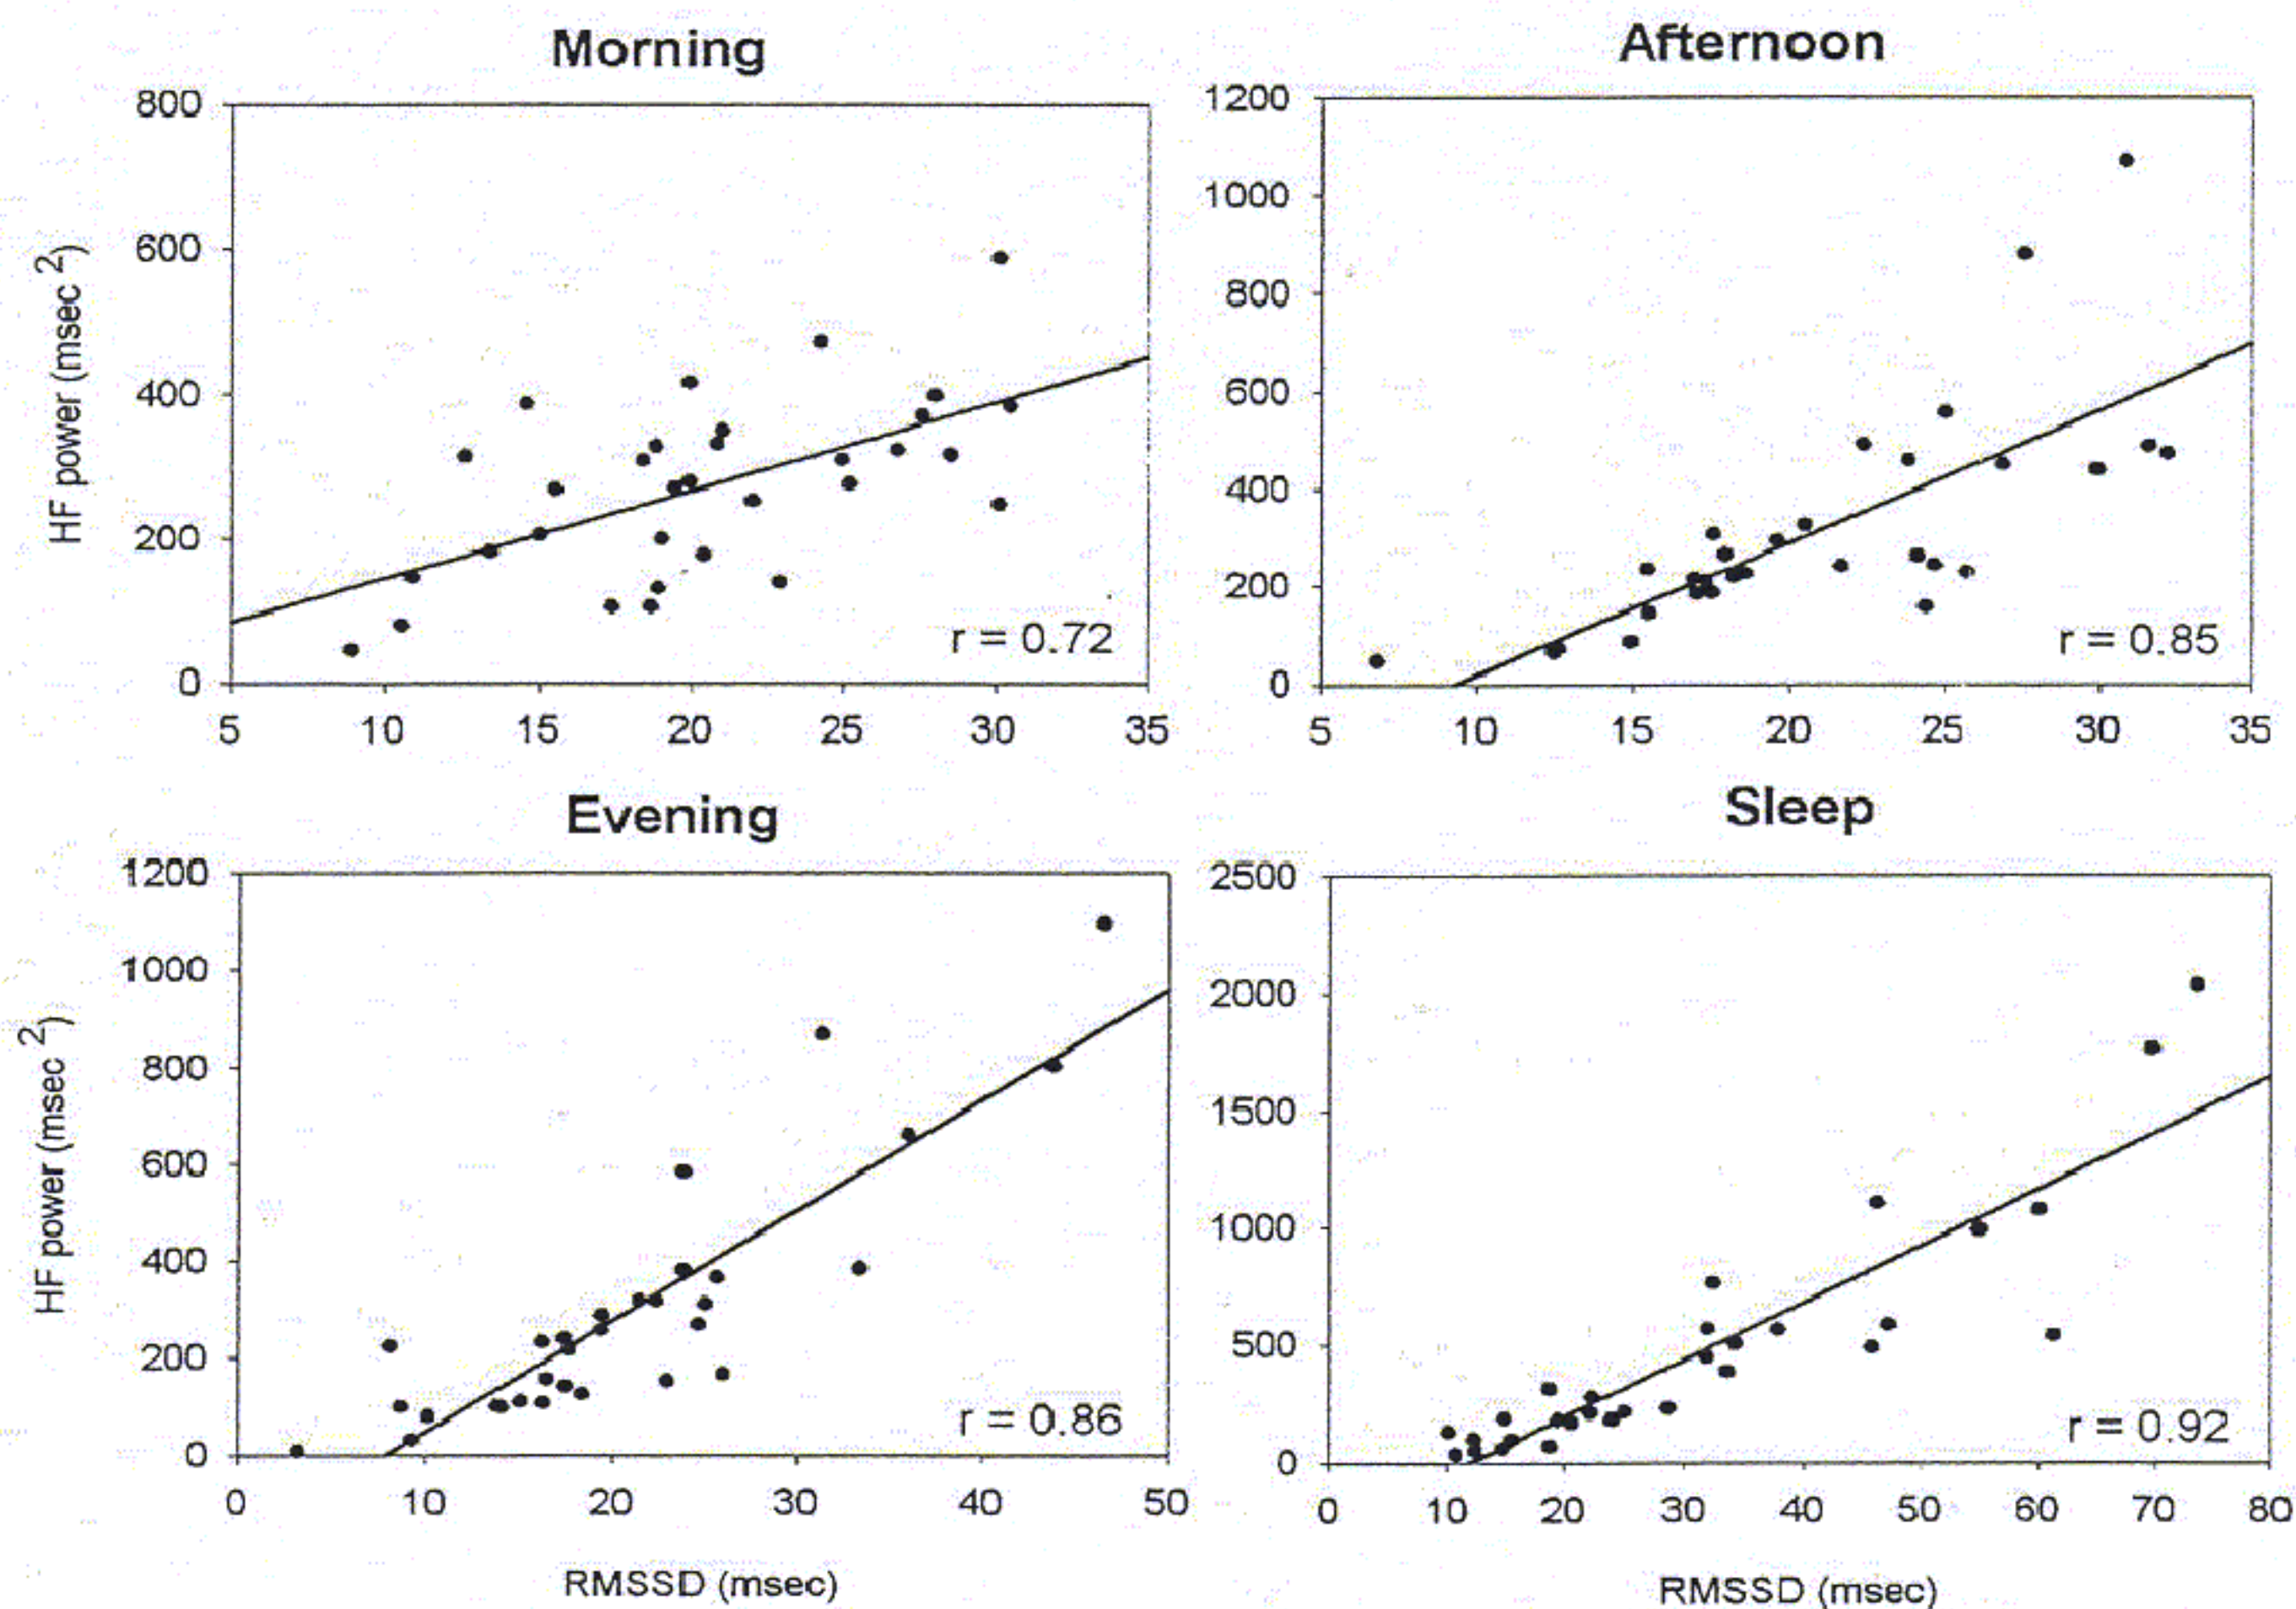 Morning
800
600
400
200
0
5 10 15 20 25 30 35
HF power (msec 2)
r = 0.72
Afternoon
1200
1000
800
600
400
200
0
5 10 15 20 25 30 35
r = 0.85
Evening
1200
1000
800
600
400
200
0
0 10 20 30 40 50
HF power (msec 2)
RMSSD (msec)
r = 0.86
Sleep
2500
2000
1500
1000
500
0
0 10 20 30 40 50 60 70 80
RMSSD (msec)
r = 0.92